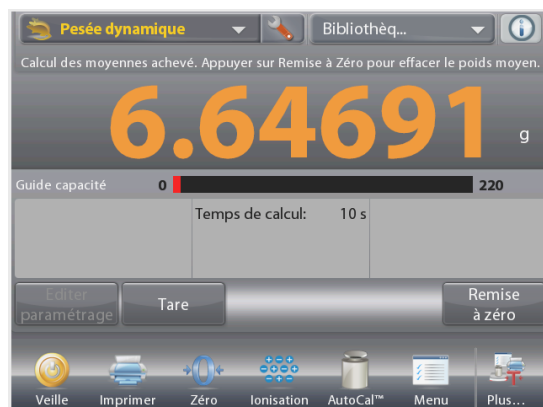 Pesée dynamique
Bibliothèq...
Calcul des moyennes achevé. Appuyer sur Remise à Zéro pour effacer le poids moyen.
6.64691 g
Guide capacité 0 220
Temps de calcul: 10 s
Editer paramétrage
Tare
Remise à zéro
Veille Imprimer Zéro Ionisation AutoCal™ Menu Plus...